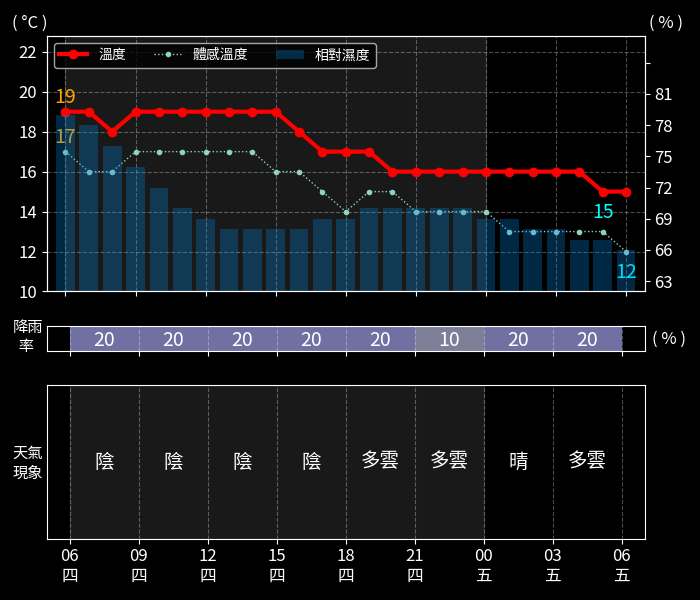 ( °C )
( % )
溫度
體感溫度
相對濕度
22
20
18
16
14
12
10
81
78
75
72
69
66
63
19
17
15
12
降雨率
20
20
20
20
20
10
20
20
( % )
天氣現象
陰
陰
陰
陰
多雲
多雲
晴
多雲
06
09
12
15
18
21
00
03
06
四
四
四
四
四
四
五
五
五